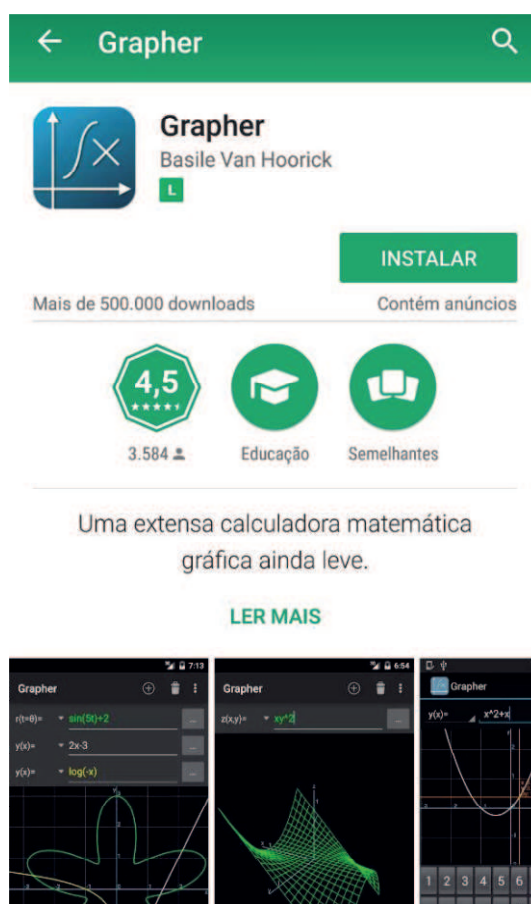 Grapher
Grapher
Basile Van Hoorick
L
INSTALAR
Mais de 500.000 downloads
Contém anúncios
4,5
3.584
Educação
Semelhantes
Uma extensa calculadora matemática
gráfica ainda leve.
LER MAIS
7:13
Grapher
r(t=θ)=
sin(5t)+2
...
y(x)=
2x-3
...
y(x)=
log(-x)
...
6:54
Grapher
z(x,y)=
xy^2
...
Grapher
y(x)=
x^2+x
1 2 3 4 5 6